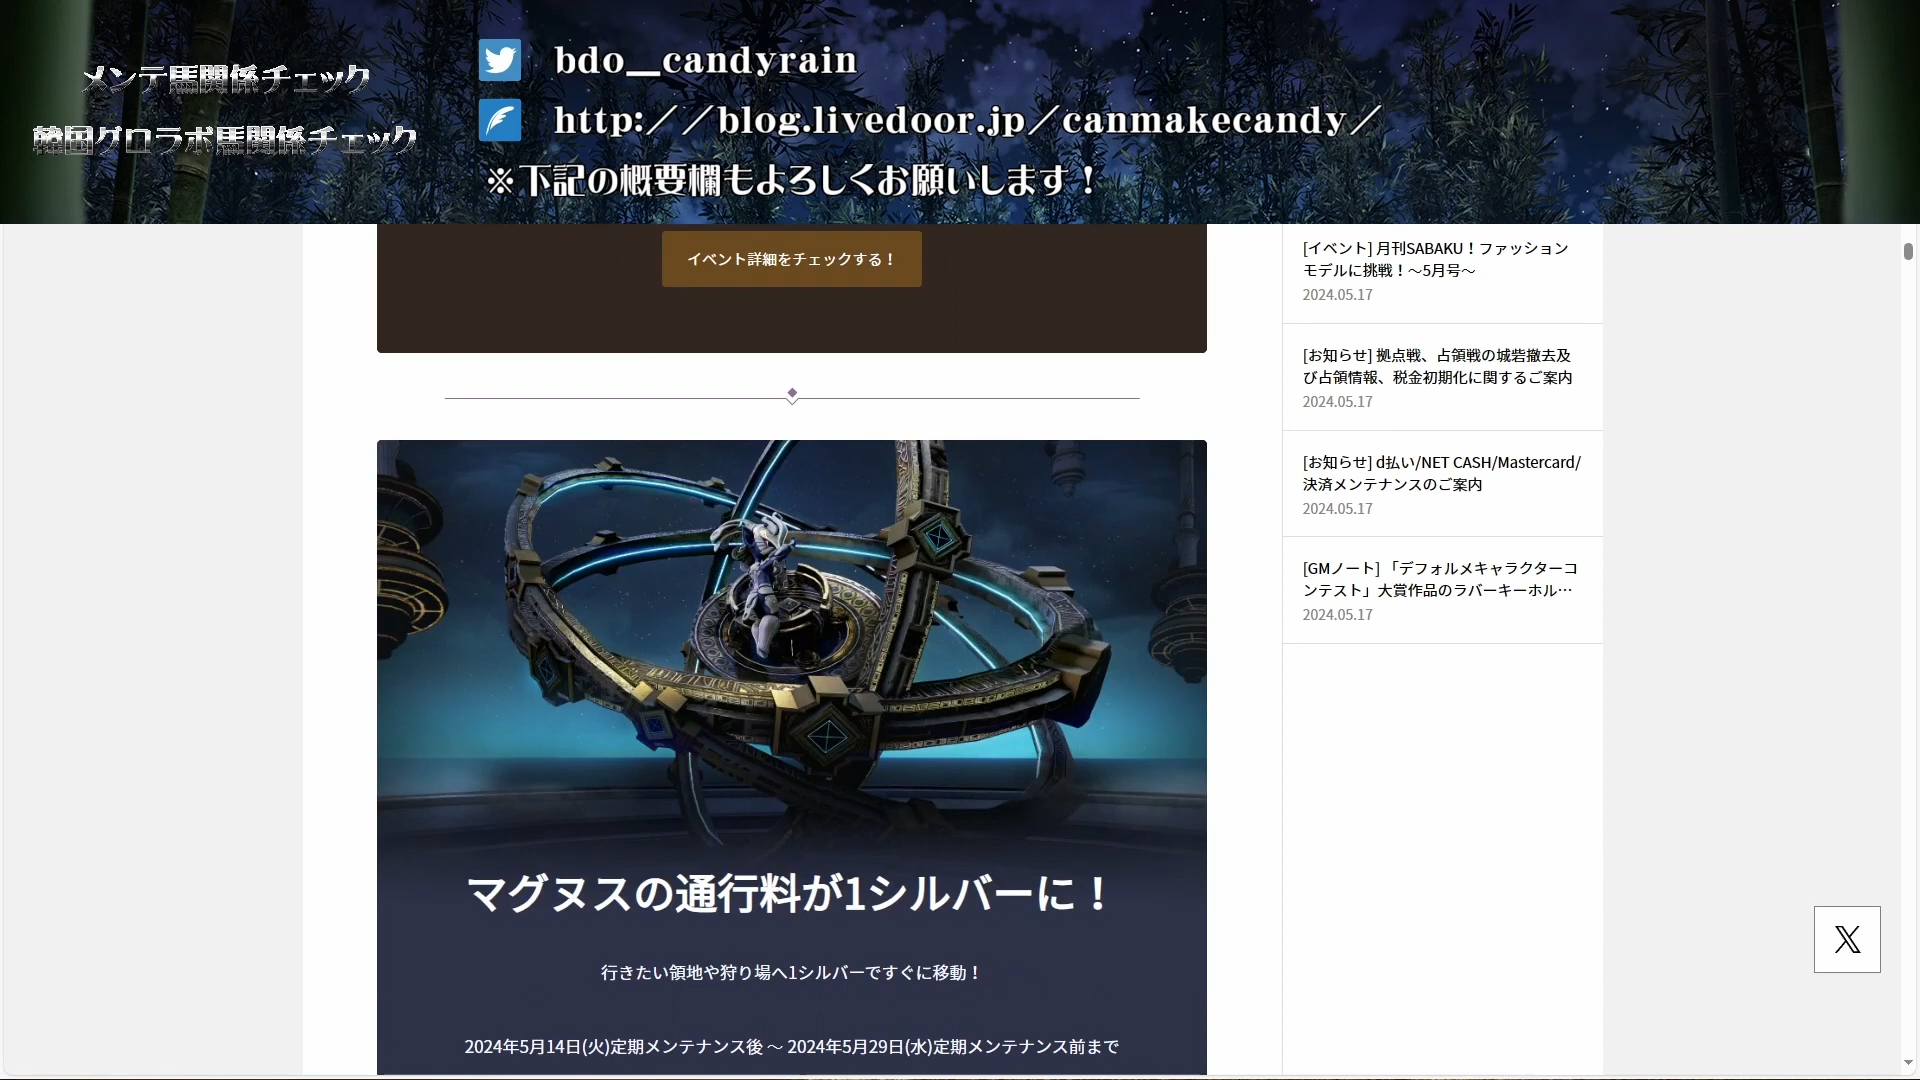 メンテ馬関係チェック
韓国グロラボ馬関係チェック
bdo_candyrain
http://blog.livedoor.jp/canmakecandy/
※下記の概要欄もよろしくお願いします！
イベント詳細をチェックする！
マグヌスの通行料が1シルバーに！
行きたい領地や狩り場へ1シルバーですぐに移動！
2024年5月14日(火)定期メンテナンス後 ～ 2024年5月29日(水)定期メンテナンス前まで
[イベント] 月刊SABAKU！ファッション
モデルに挑戦！～5月号～
2024.05.17
[お知らせ] 拠点戦、占領戦の城砦撤去及
び占領情報、税金初期化に関するご案内
2024.05.17
[お知らせ] d払い/NET CASH/Mastercard/
決済メンテナンスのご案内
2024.05.17
[GMノート] 「デフォルメキャラクターコ
ンテスト」大賞作品のラバーキーホル…
2024.05.17